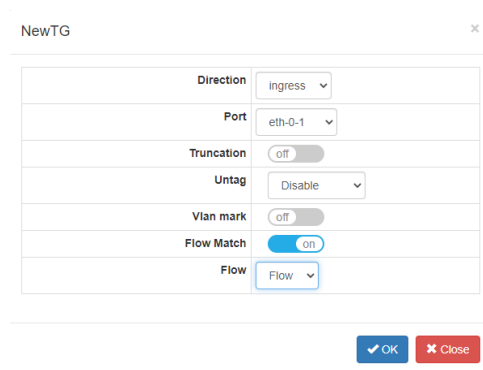 NewTG ×
Direction ingress
Port eth-0-1
Truncation off
Untag Disable
Vlan mark off
Flow Match on
Flow Flow
OK Close